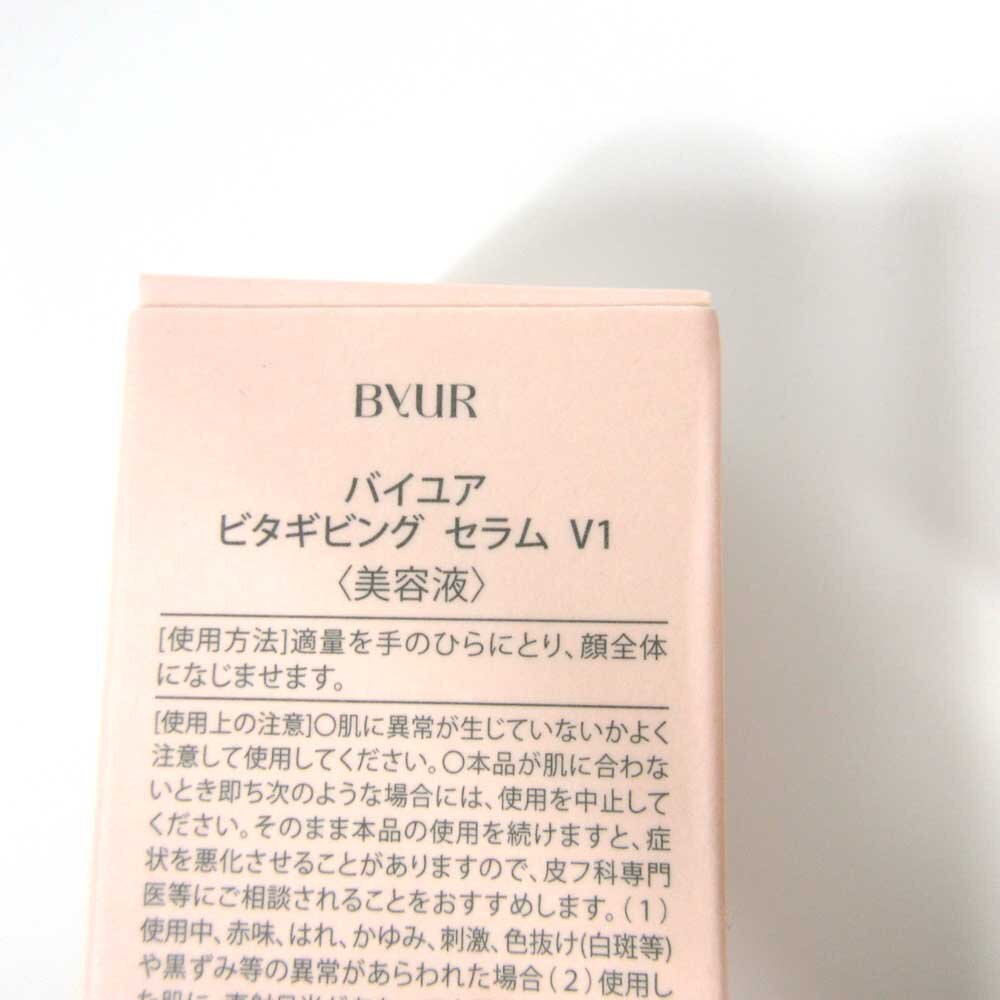 BYUR
バイユア
ビタギビング セラム V1
〈美容液〉
[使用方法]適量を手のひらにとり、顔全体
になじませます。
[使用上の注意]〇肌に異常が生じていないかよく
注意して使用してください。〇本品が肌に合わな
いとき即ち次のような場合には、使用を中止して
ください。そのまま本品の使用を続けますと、症
状を悪化させることがありますので、皮フ科専門
医等にご相談されることをおすすめします。(1)
使用中、赤味、はれ、かゆみ、刺激、色抜け(白斑等)
や黒ずみ等の異常があらわれた場合(2)使用し